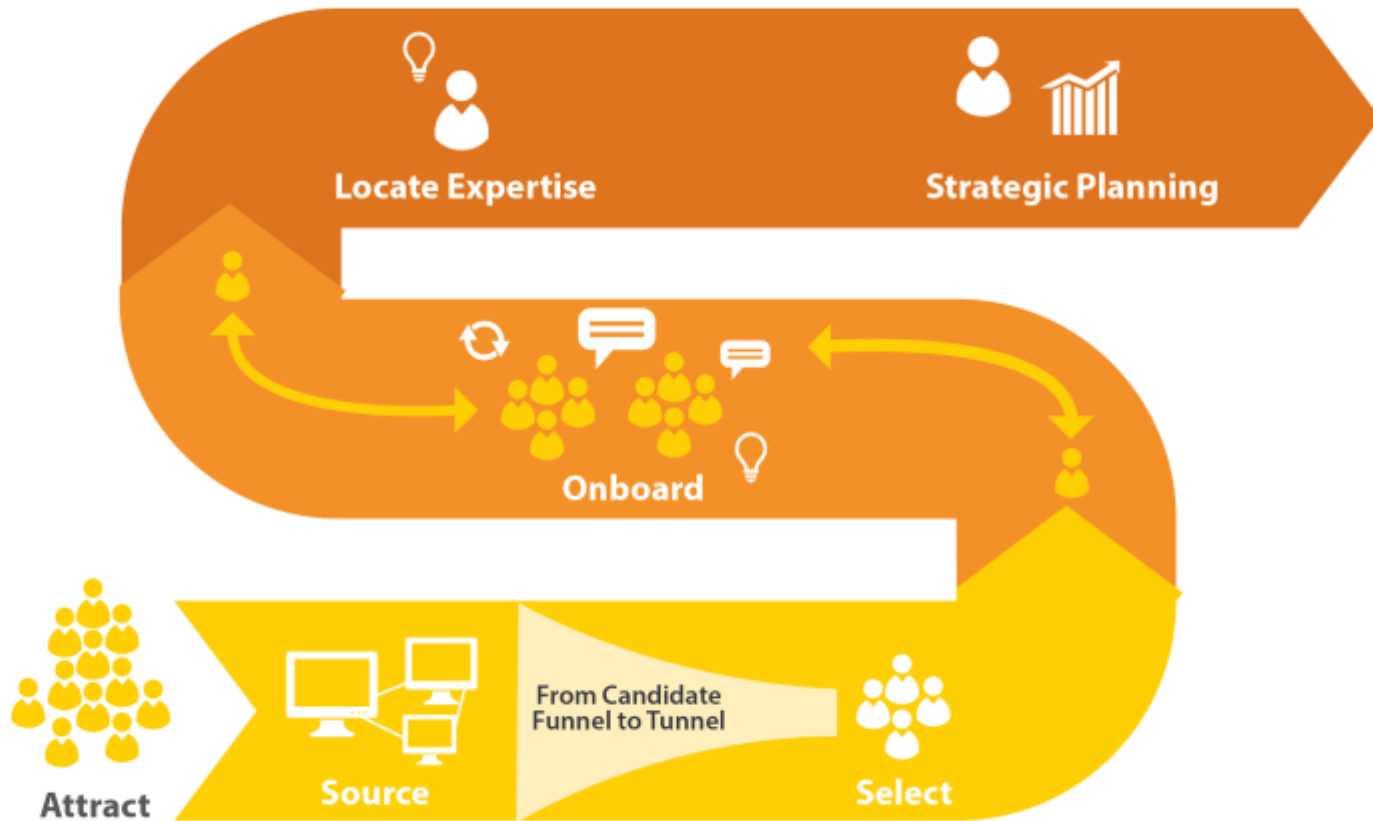 Locate Expertise
Strategic Planning
Onboard
From Candidate
Funnel to Tunnel
Attract
Source
Select